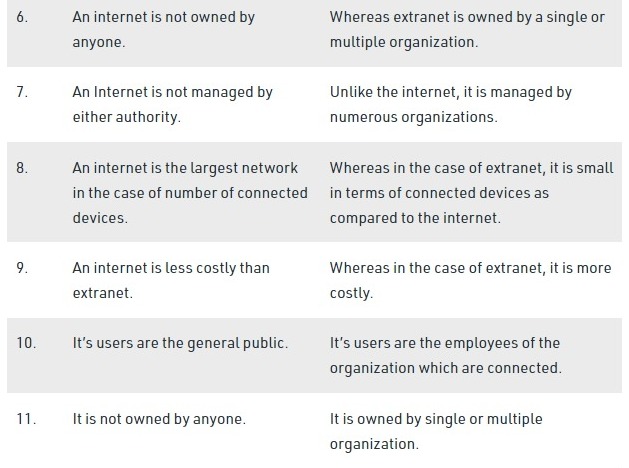 6. An internet is not owned by Whereas extranet is owned by a single or
anyone. multiple organization.
7. An Internet is not managed by Unlike the internet, it is managed by
either authority. numerous organizations.
8. An internet is the largest network Whereas in the case of extranet, it is small
in the case of number of connected in terms of connected devices as
devices. compared to the internet.
9. An internet is less costly than Whereas in the case of extranet, it is more
extranet. costly.
10. It’s users are the general public. It’s users are the employees of the
organization which are connected.
11. It is not owned by anyone. It is owned by single or multiple
organization.